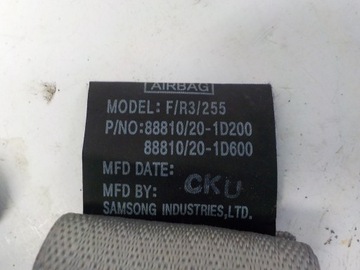 AIRBAG
MODEL: F/R3/255
P/NO:88810/20-1D200
88810/20-1D600
MFD DATE:
MFD BY: CKU
SAMSONG INDUSTRIES,LTD.